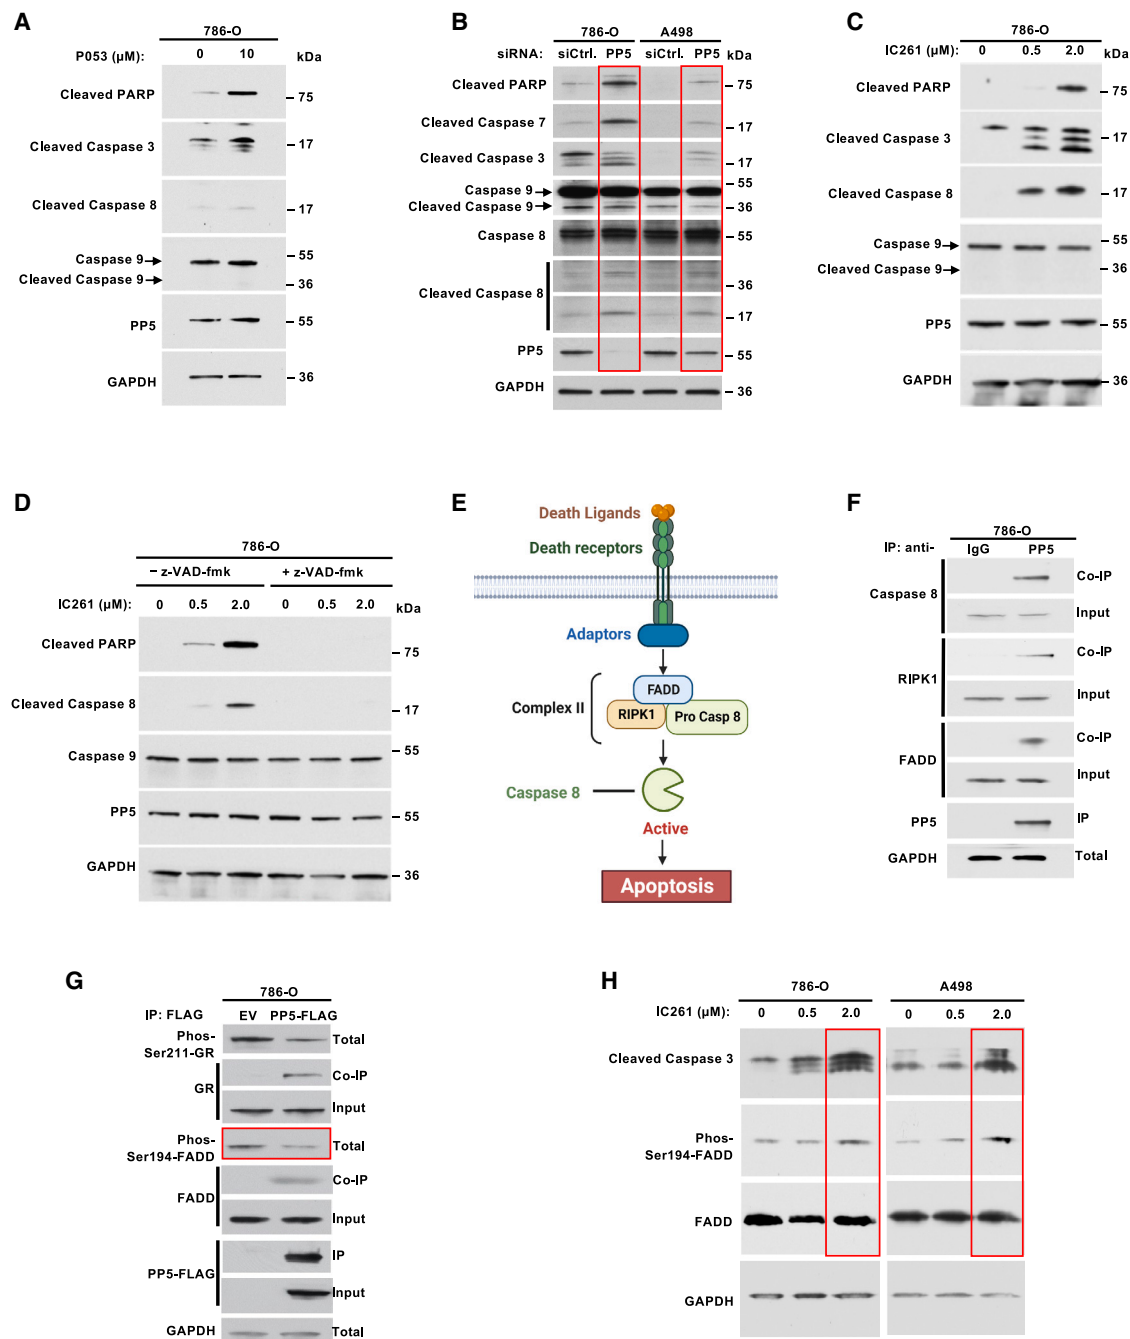 A
786-O
P053 (μM): 0 10 kDa
Cleaved PARP 75
Cleaved Caspase 3 17
Cleaved Caspase 8 17
Caspase 9 55
Cleaved Caspase 9 36
PP5 55
GAPDH 36
B
786-O A498
siRNA: siCtrl. PP5 siCtrl. PP5 kDa
Cleaved PARP 75
Cleaved Caspase 7 17
Cleaved Caspase 3 17
Caspase 9 55
Cleaved Caspase 9 36
Caspase 8 55
Cleaved Caspase 8 36
17
PP5 55
GAPDH 36
C
786-O
IC261 (μM): 0 0.5 2.0 kDa
Cleaved PARP 75
Cleaved Caspase 3 17
Cleaved Caspase 8 17
Caspase 9 55
Cleaved Caspase 9 36
PP5 55
GAPDH 36
D
786-O
– z-VAD-fmk + z-VAD-fmk
IC261 (μM): 0 0.5 2.0 0 0.5 2.0 kDa
Cleaved PARP 75
Cleaved Caspase 8 17
Caspase 9 55
PP5 55
GAPDH 36
E
Death Ligands
Death receptors
Adaptors
FADD
Complex II RIPK1 Pro Casp 8
Caspase 8
Active
Apoptosis
F
786-O
IP: anti- IgG PP5
Caspase 8 Co-IP
Input
RIPK1 Co-IP
Input
FADD Co-IP
Input
PP5 IP
GAPDH Total
G
786-O
IP: FLAG EV PP5-FLAG
Phos-
Ser211-GR Total
GR Co-IP
Input
Phos-
Ser194-FADD Total
FADD Co-IP
Input
PP5-FLAG IP
Input
GAPDH Total
H
786-O A498
IC261 (μM): 0 0.5 2.0 0 0.5 2.0
Cleaved Caspase 3
Phos-
Ser194-FADD
FADD
GAPDH